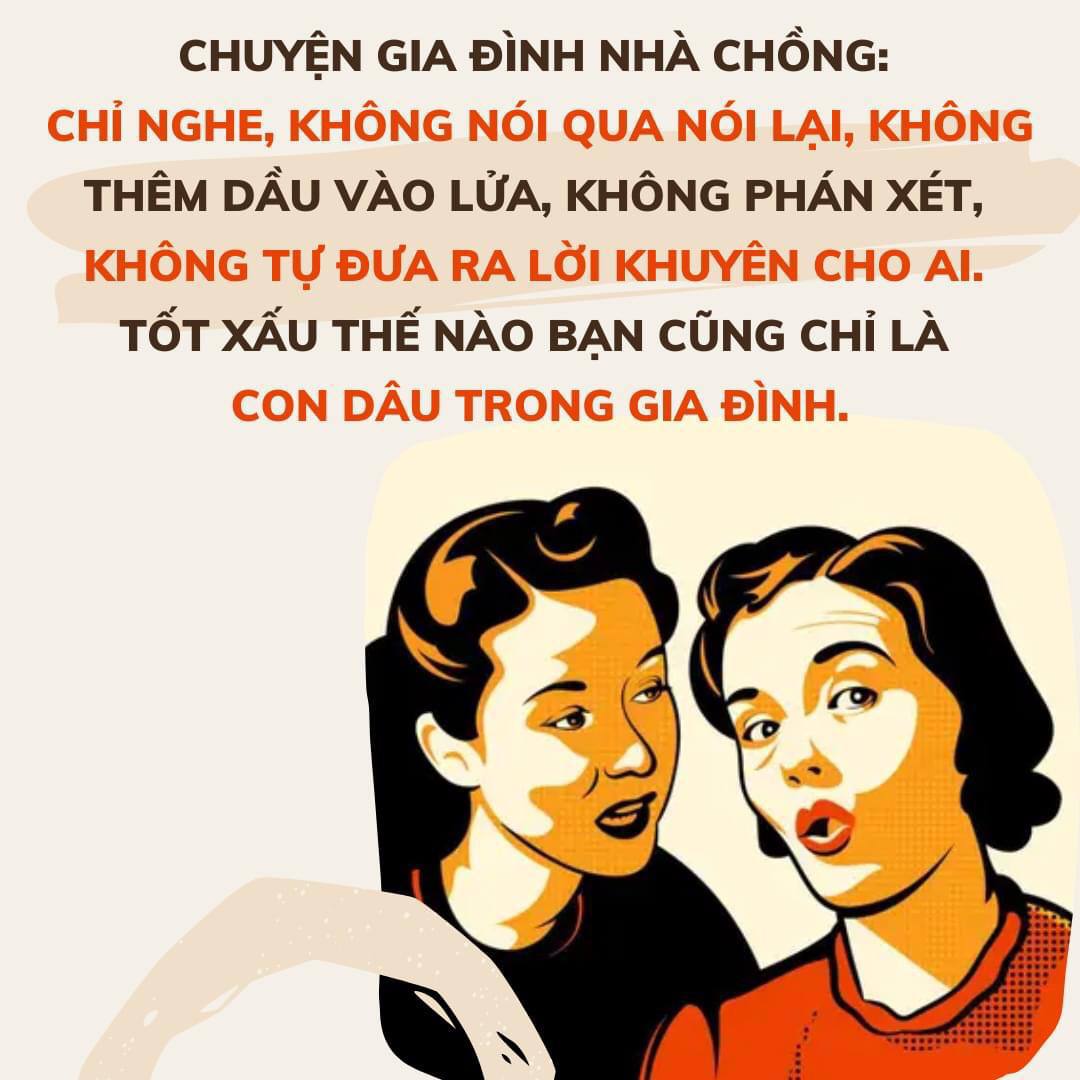 CHUYỆN GIA ĐÌNH NHÀ CHỒNG:
CHỈ NGHE, KHÔNG NÓI QUA NÓI LẠI, KHÔNG
THÊM DẦU VÀO LỬA, KHÔNG PHÁN XÉT,
KHÔNG TỰ ĐƯA RA LỜI KHUYÊN CHO AI.
TỐT XẤU THẾ NÀO BẠN CŨNG CHỈ LÀ
CON DÂU TRONG GIA ĐÌNH.